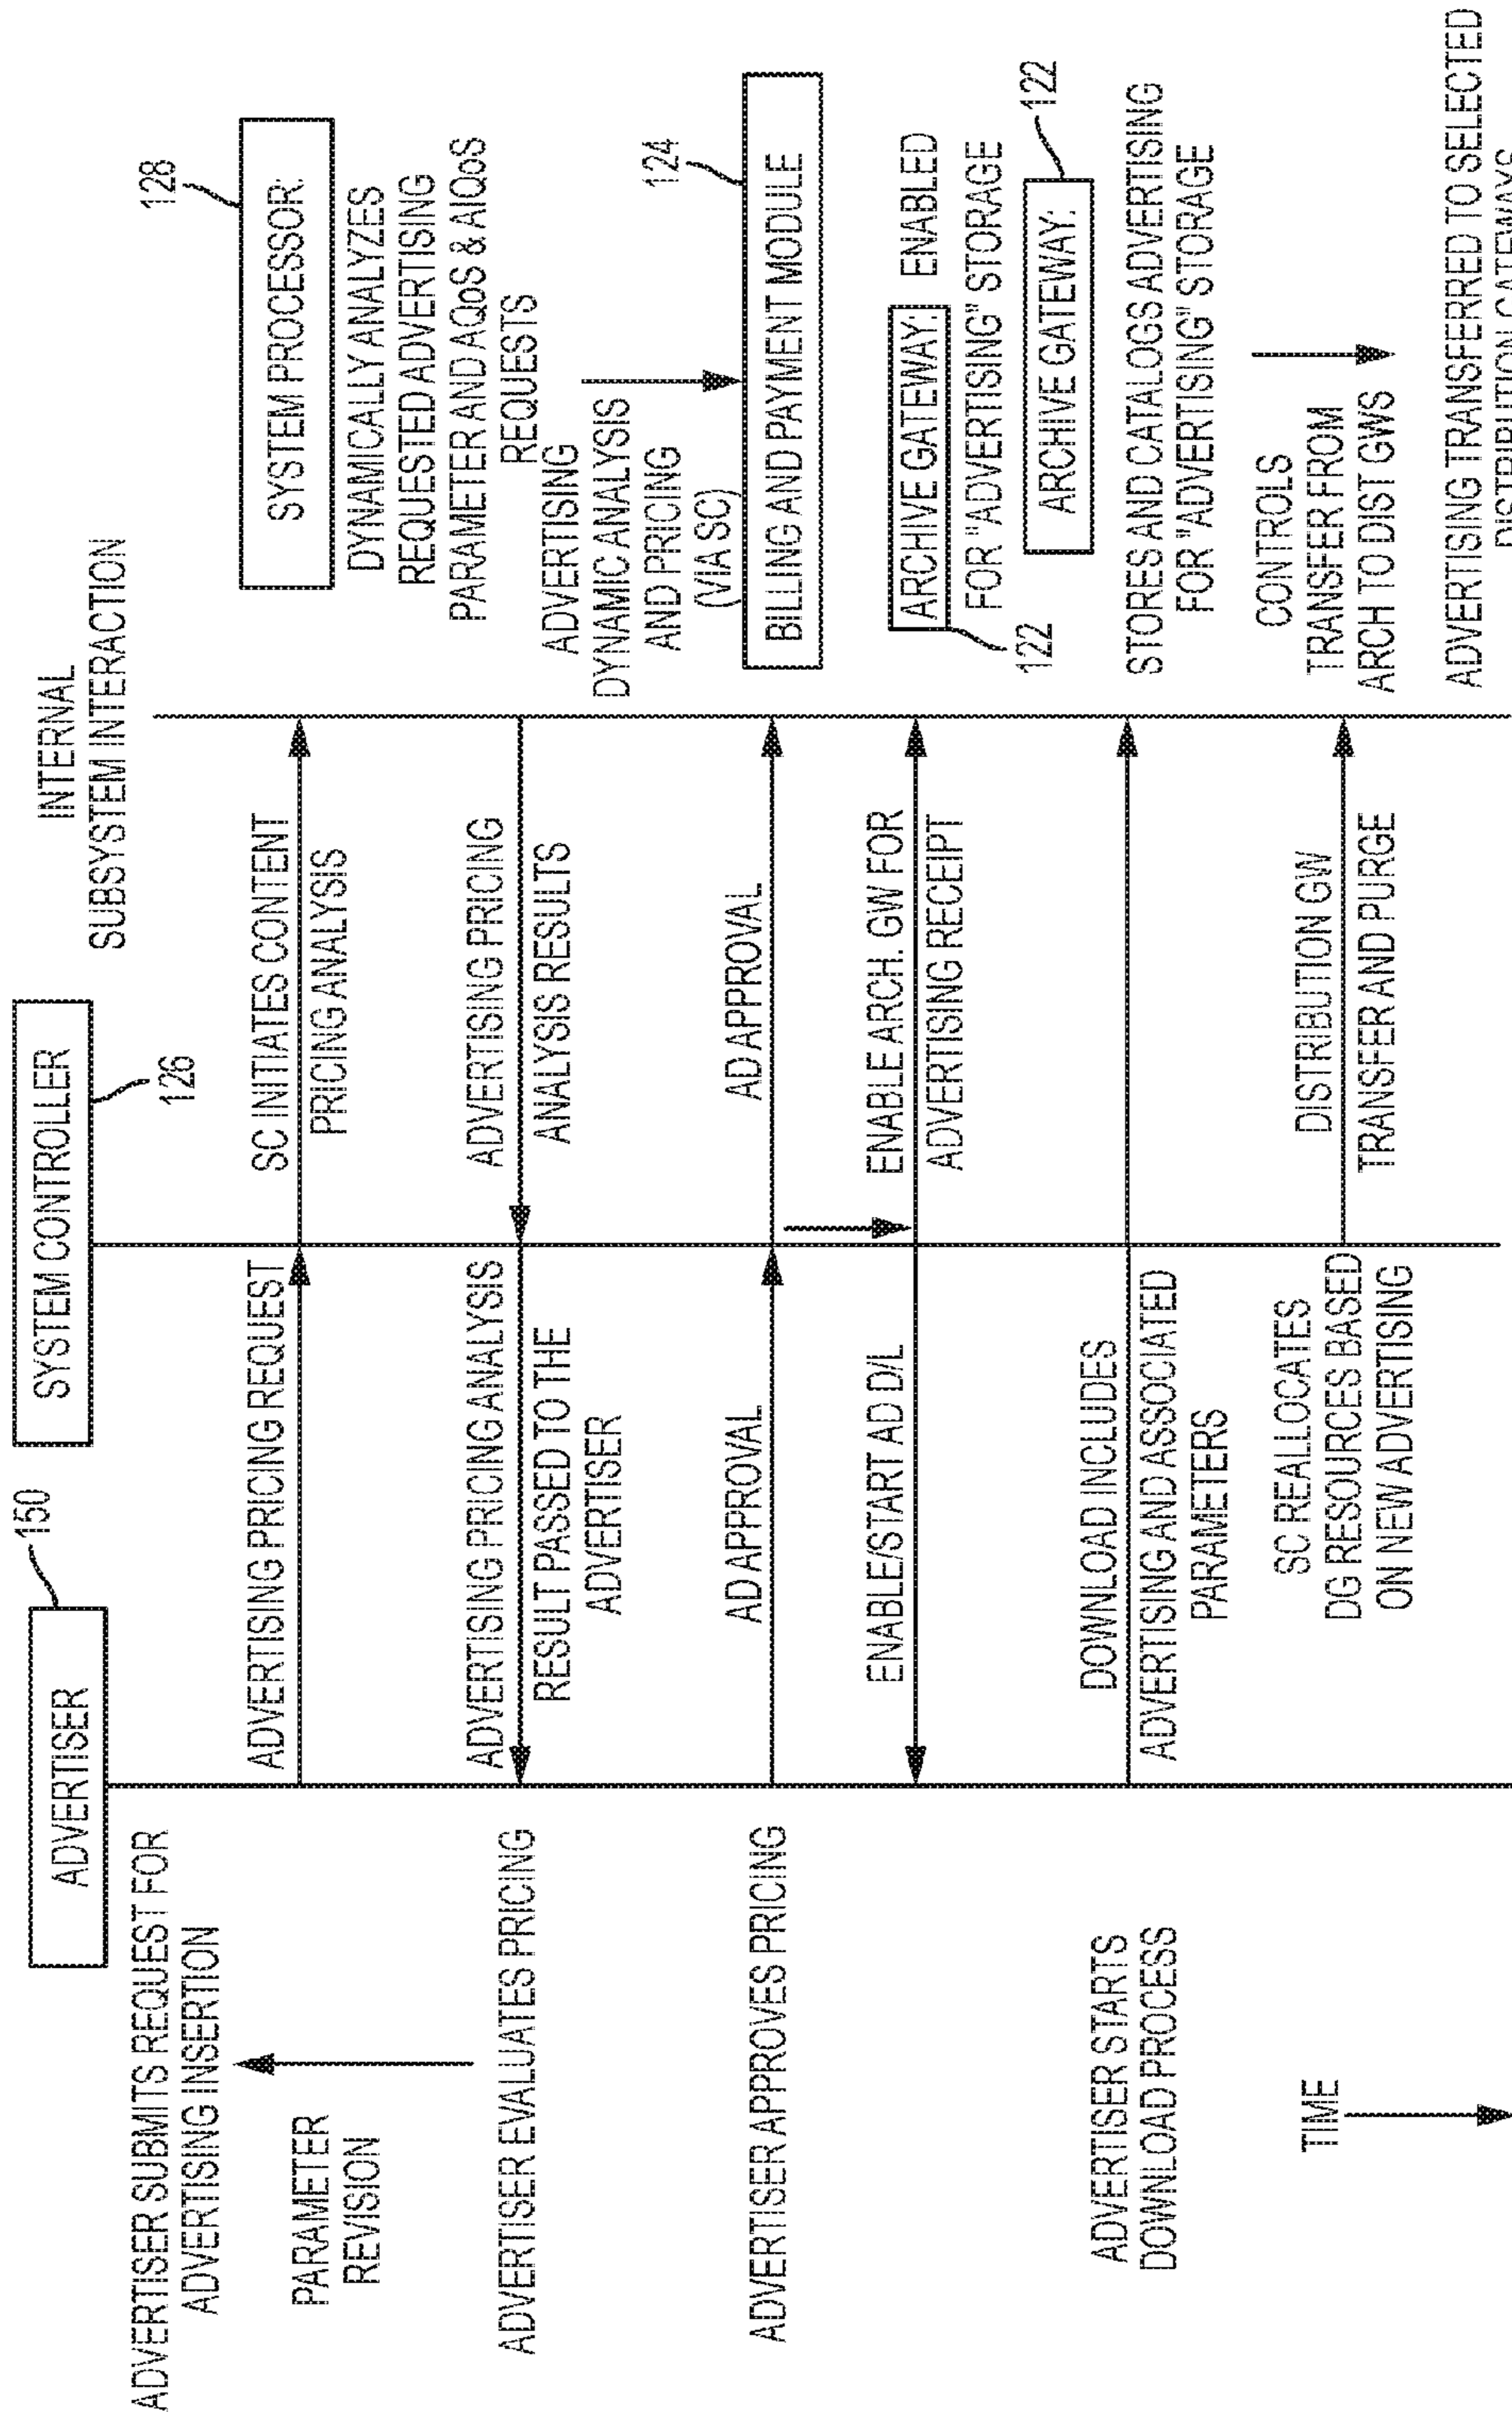 INTERNAL
SUBSYSTEM INTERACTION
SYSTEM CONTROLLER
126
150
ADVERTISER
ADVERTISER SUBMITS REQUEST FOR
ADVERTISING INSERTION
PARAMETER
REVISION
ADVERTISING PRICING REQUEST
SC INITIATES CONTENT
PRICING ANALYSIS
128
SYSTEM PROCESSOR:
DYNAMICALLY ANALYZES
REQUESTED ADVERTISING
PARAMETER AND AQoS & AIQoS
REQUESTS
ADVERTISER EVALUATES PRICING
ADVERTISING PRICING ANALYSIS
RESULT PASSED TO THE
ADVERTISER
ADVERTISING PRICING
ANALYSIS RESULTS
ADVERTISING
DYNAMIC ANALYSIS
AND PRICING
(VIA SC)
124
ADVERTISER APPROVES PRICING
AD APPROVAL
AD APPROVAL
BILLING AND PAYMENT MODULE
ENABLE/START AD D/L
ENABLE ARCH. GW FOR
ADVERTISING RECEIPT
ARCHIVE GATEWAY: ENABLED
FOR "ADVERTISING" STORAGE
122
ARCHIVE GATEWAY:
122
ADVERTISER STARTS
DOWNLOAD PROCESS
DOWNLOAD INCLUDES
ADVERTISING AND ASSOCIATED
PARAMETERS
STORES AND CATALOGS ADVERTISING
FOR "ADVERTISING" STORAGE
TIME
SC REALLOCATES
DG RESOURCES BASED
ON NEW ADVERTISING
DISTRIBUTION GW
TRANSFER AND PURGE
CONTROLS
TRANSFER FROM
ARCH TO DIST GWS
ADVERTISING TRANSFERRED TO SELECTED
DISTRIBUTION GATEWAYS